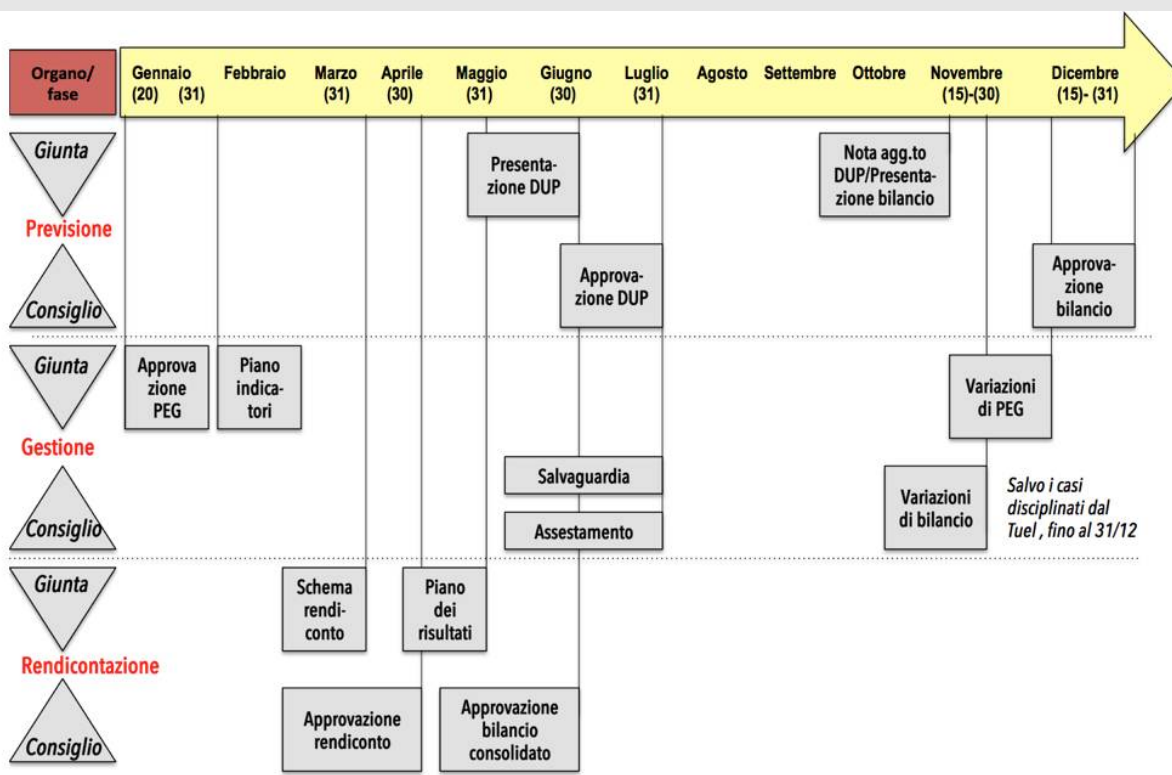 Organo/
fase
Gennaio
(20) (31)
Febbraio
Marzo
(31)
Aprile
(30)
Maggio
(31)
Giugno
(30)
Luglio
(31)
Agosto
Settembre
Ottobre
Novembre
(15)-(30)
Dicembre
(15)- (31)
Giunta
Previsione
Consiglio
Presenta-
zione DUP
Nota agg.to
DUP/Presenta-
zione bilancio
Approva-
zione DUP
Approva-
zione
bilancio
Giunta
Gestione
Consiglio
Approva
zione
PEG
Piano
indica-
tori
Variazioni
di PEG
Salvaguardia
Assestamento
Variazioni
di bilancio
Salvo i casi
disciplinati dal
Tuel , fino al 31/12
Giunta
Rendicontazione
Consiglio
Schema
rendi-
conto
Piano
dei
risultati
Approvazione
rendiconto
Approvazione
bilancio
consolidato